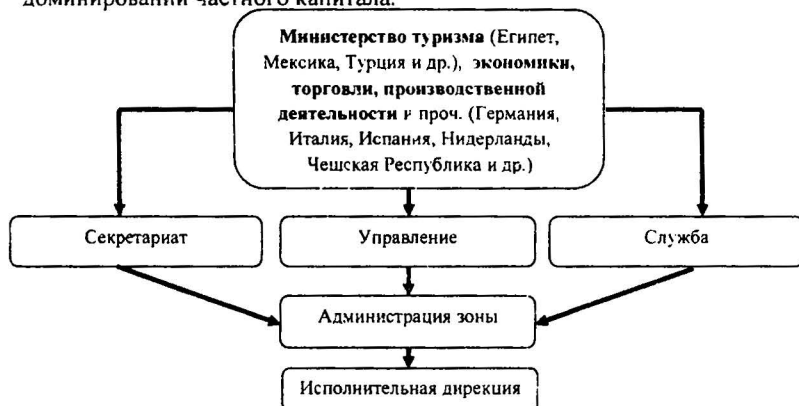 доминировании частного капитала.
Министерство туризма (Египет,
Мексика, Турция и др.), экономики,
торговли, производственной
деятельности и проч. (Германия,
Италия, Испания, Нидерланды,
Чешская Республика и др.)
Секретариат
Управление
Служба
Администрация зоны
Исполнительная дирекция